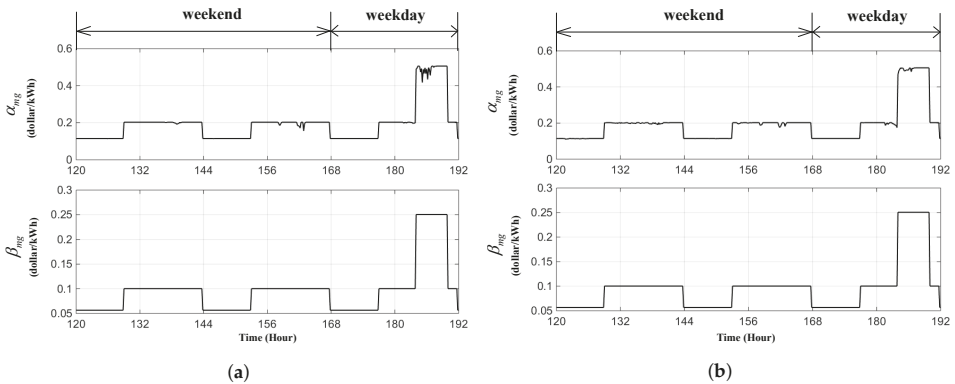 weekend weekday
0.6
0.4
0.2
0
α_mg
(dollar/kWh)
120 132 144 156 168 180 192
0.3
0.25
0.2
0.15
0.1
0.05
β_mg
(dollar/kWh)
120 132 144 156 168 180 192
Time (Hour)
(a)
weekend weekday
0.6
0.4
0.2
0
α_mg
(dollar/kWh)
120 132 144 156 168 180 192
0.3
0.25
0.2
0.15
0.1
0.05
β_mg
(dollar/kWh)
120 132 144 156 168 180 192
Time (Hour)
(b)